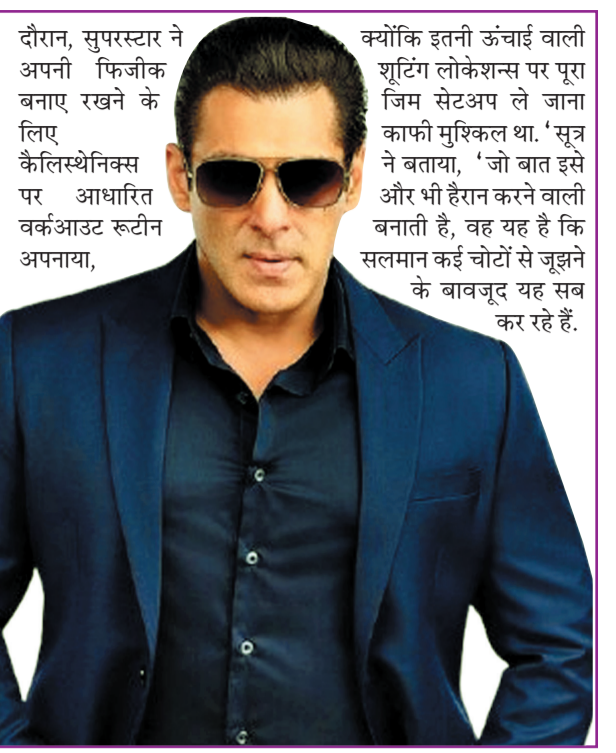 दौरान, सुपरस्टार ने
अपनी फिजीक
बनाए रखने के
लिए
कैलिस्थेनिक्स
पर आधारित
वर्कआउट रूटीन
अपनाया,
क्योंकि इतनी ऊंचाई वाली
शूटिंग लोकेशन्स पर पूरा
जिम सेटअप ले जाना
काफी मुश्किल था. ‘सूत्र
ने बताया, ‘जो बात इसे
और भी हैरान करने वाली
बनाती है, वह यह है कि
सलमान कई चोटों से जूझने
के बावजूद यह सब
कर रहे हैं.